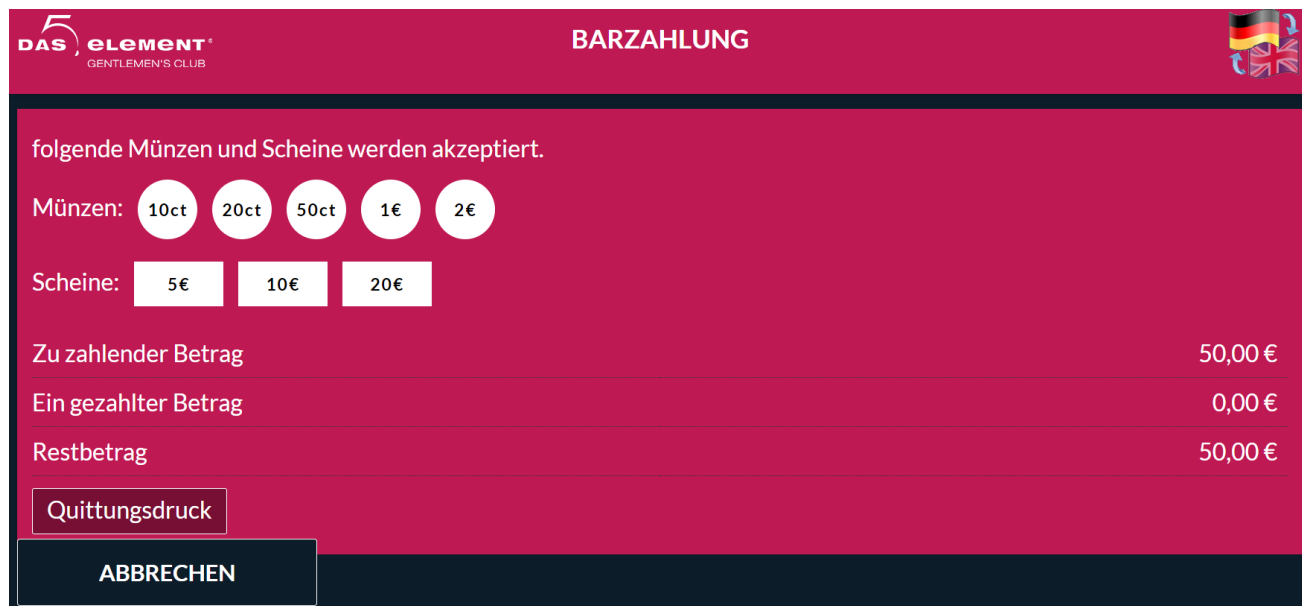 DAS 5 ELEMENT
GENTLEMEN'S CLUB
BARZAHLUNG
folgende Münzen und Scheine werden akzeptiert.
Münzen: 10ct 20ct 50ct 1€ 2€
Scheine: 5€ 10€ 20€
Zu zahlender Betrag 50,00 €
Ein gezahlter Betrag 0,00 €
Restbetrag 50,00 €
Quittungsdruck
ABBRECHEN